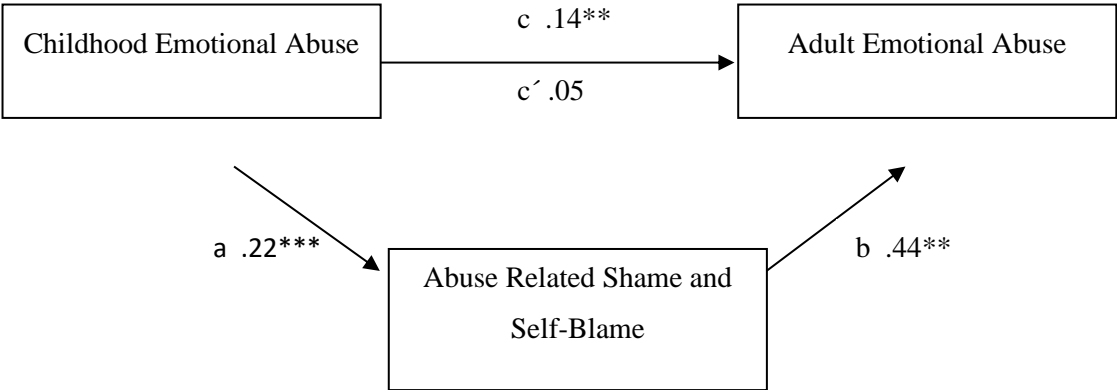 c .14**
Childhood Emotional Abuse
Adult Emotional Abuse
c´ .05
a .22***
b .44**
Abuse Related Shame and
Self-Blame